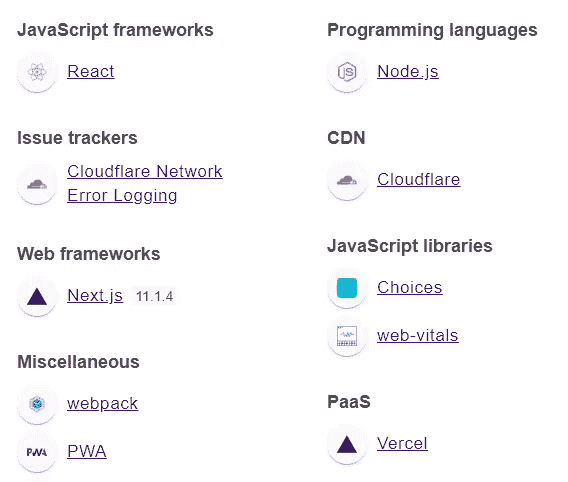 JavaScript frameworks
React
Issue trackers
Cloudflare Network
Error Logging
Web frameworks
Next.js 11.1.4
Miscellaneous
webpack
PWA
PWA
Programming languages
JS
Node.js
CDN
Cloudflare
JavaScript libraries
Choices
web-vitals
PaaS
Vercel